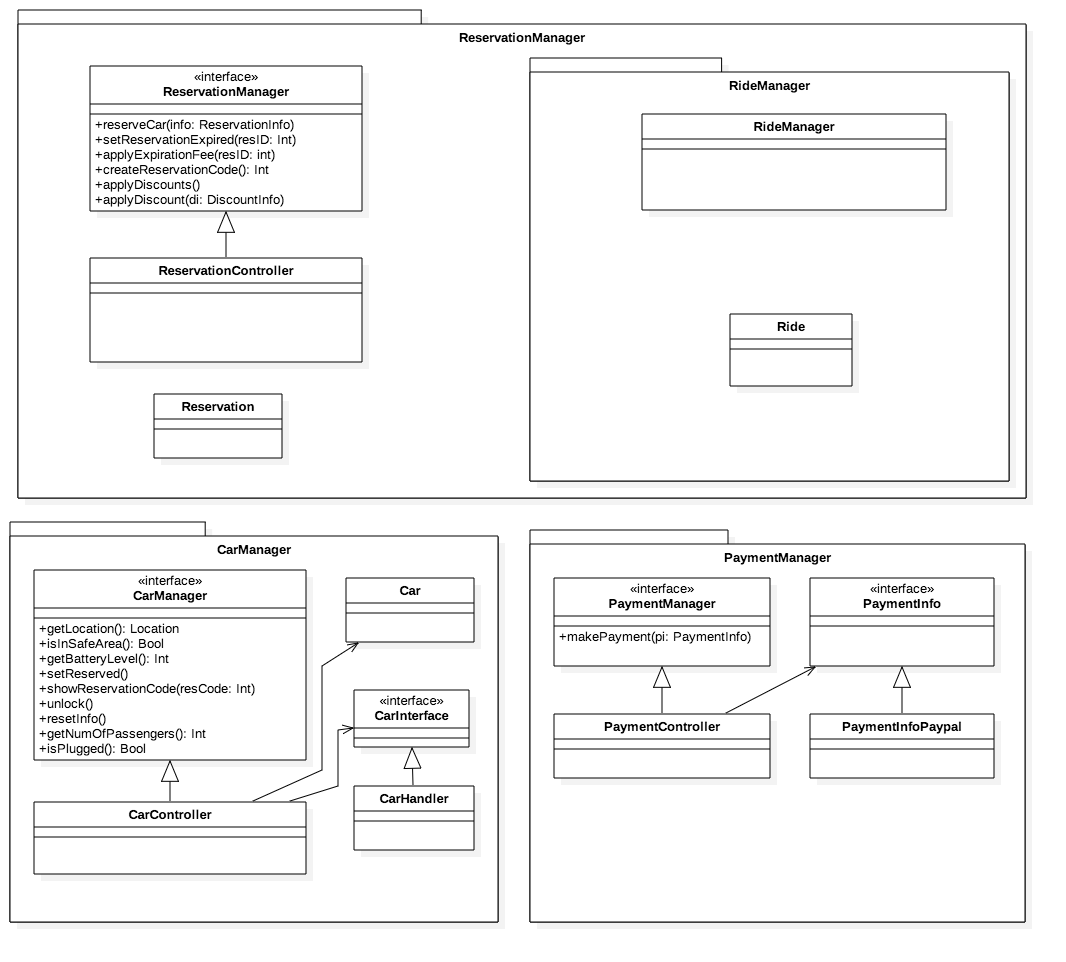 ReservationManager
«interface»
ReservationManager
+reserveCar(info: ReservationInfo)
+setReservationExpired(resID: Int)
+applyExpirationFee(resID: int)
+createReservationCode(): Int
+applyDiscounts()
+applyDiscount(di: DiscountInfo)
ReservationController
Reservation
RideManager
RideManager
Ride
CarManager
«interface»
CarManager
+getLocation(): Location
+isInSafeArea(): Bool
+getBatteryLevel(): Int
+setReserved()
+showReservationCode(resCode: Int)
+unlock()
+resetInfo()
+getNumOfPassengers(): Int
+isPlugged(): Bool
CarController
Car
«interface»
CarInterface
CarHandler
PaymentManager
«interface»
PaymentManager
+makePayment(pi: PaymentInfo)
PaymentController
«interface»
PaymentInfo
PaymentInfoPaypal